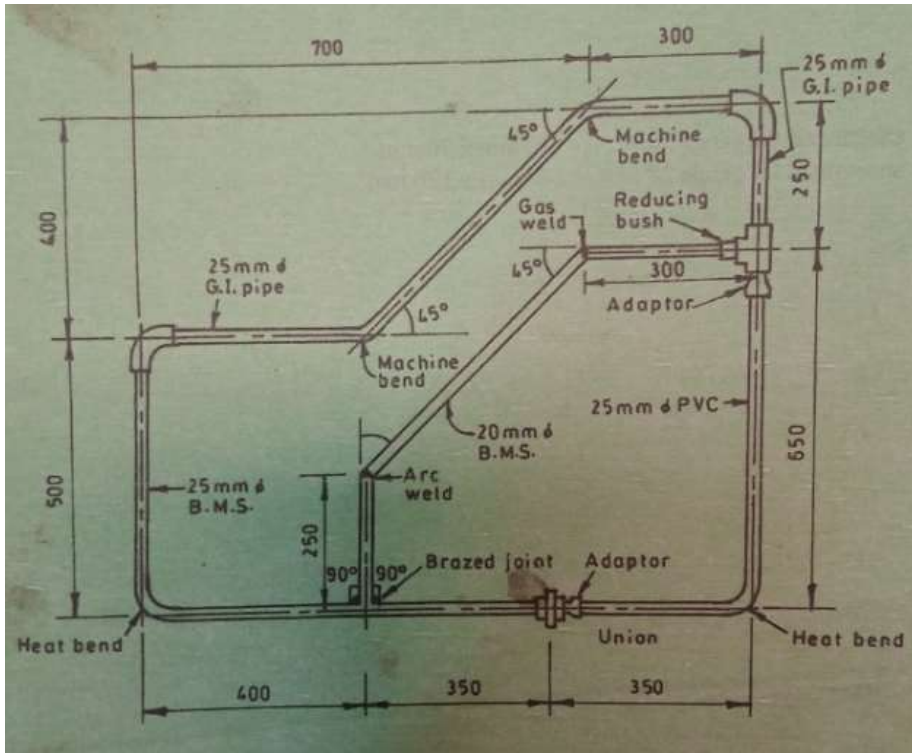 700
300
25mm ϕ
G.I. pipe
45°
Machine
bend
250
400
Gas
weld
Reducing
bush
45°
300
Adaptor
25mm ϕ
G.I. pipe
45°
Machine
bend
25mm ϕ PVC
650
20mm ϕ
B.M.S.
500
25mm ϕ
B.M.S.
Arc
weld
250
90°
90°
Brazed joint
Adaptor
Heat bend
Union
Heat bend
400
350
350